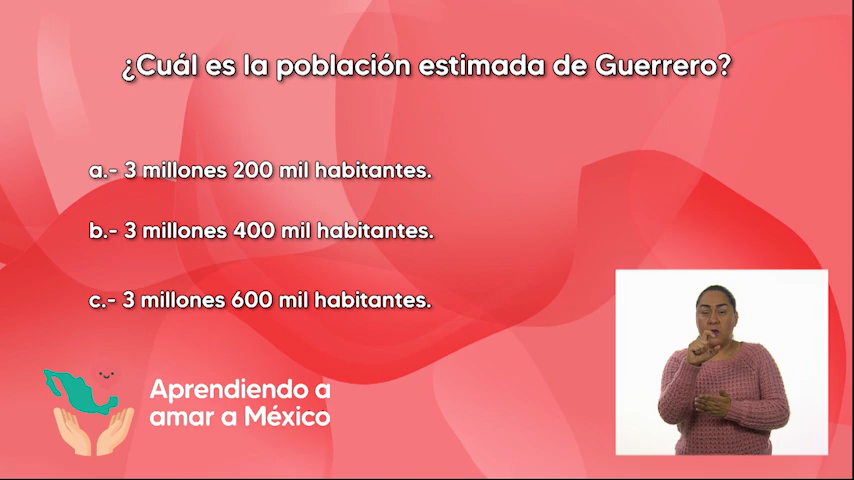 ¿Cuál es la población estimada de Guerrero?
a.- 3 millones 200 mil habitantes.
b.- 3 millones 400 mil habitantes.
c.- 3 millones 600 mil habitantes.
Aprendiendo a
amar a México